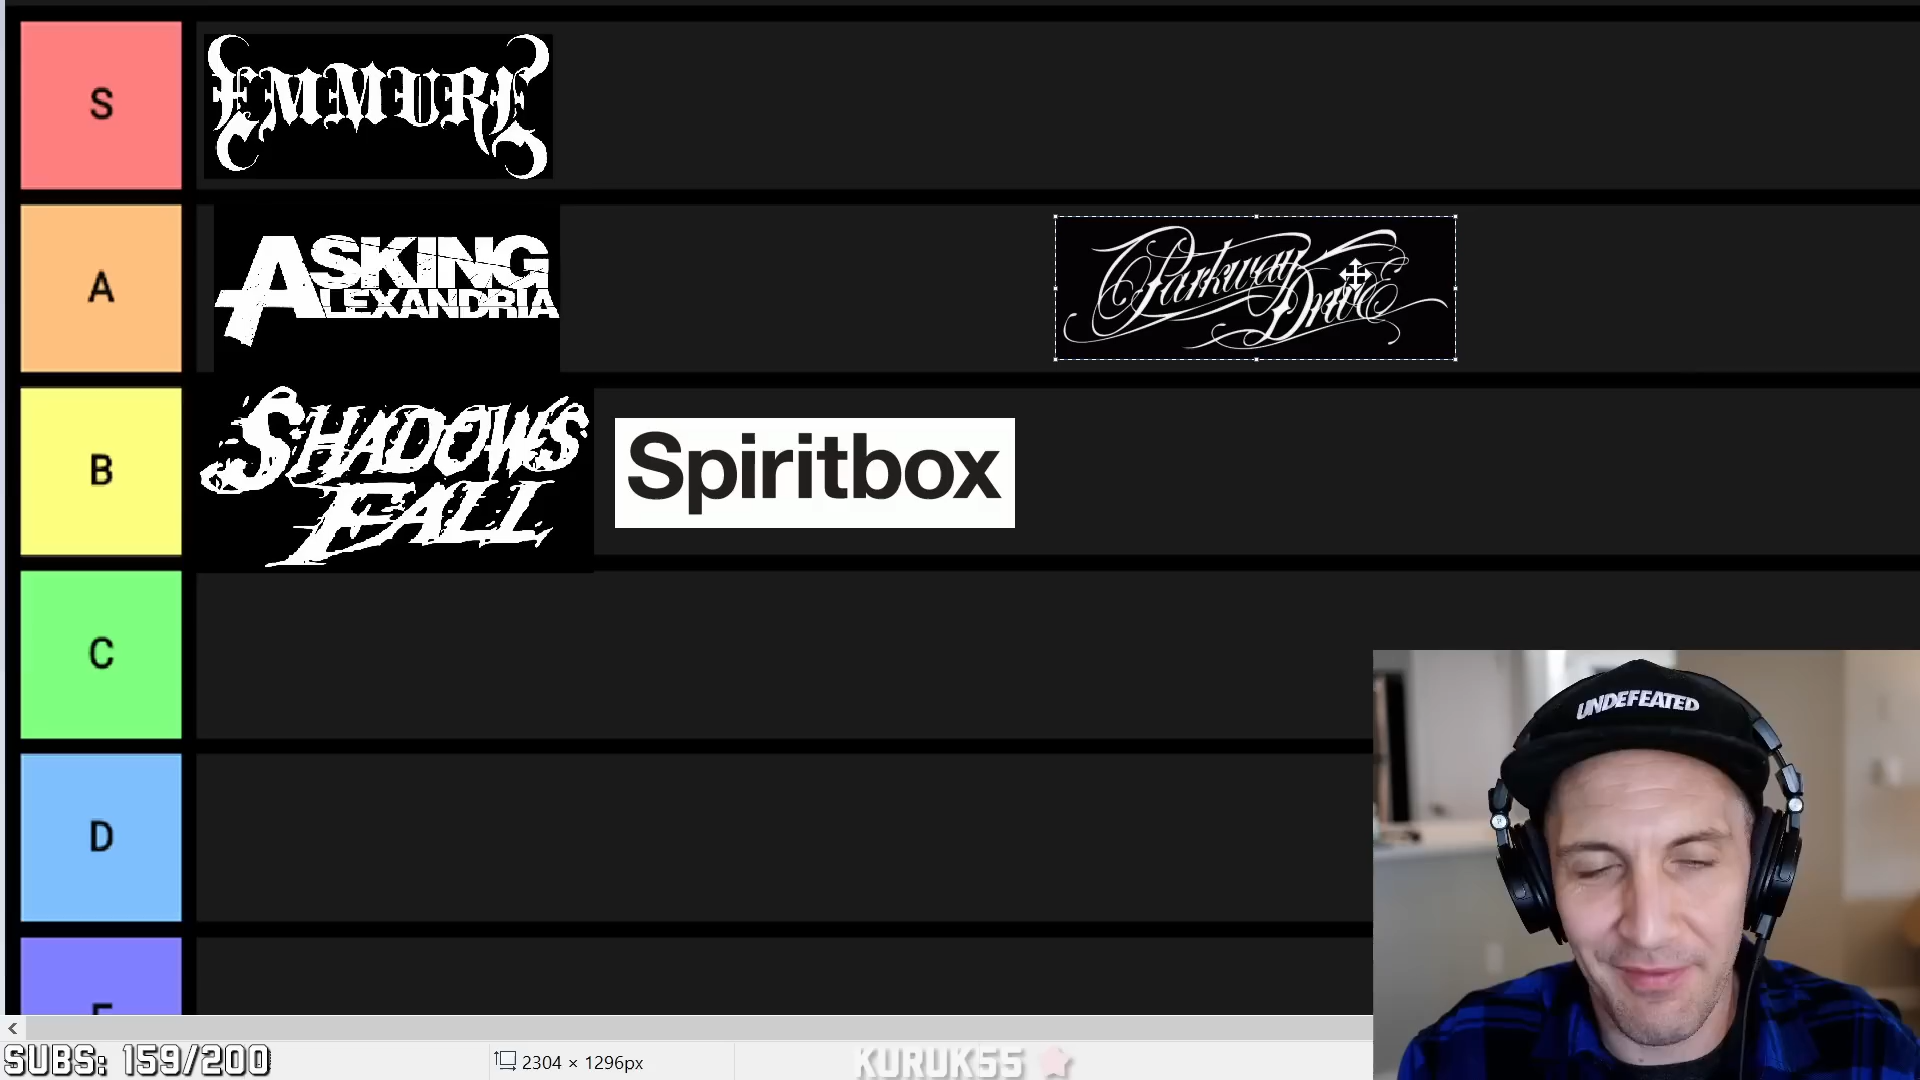 S
EMMURE
A
ASKING
ALEXANDRIA
Parkway
Drive
B
SHADOWS
FALL
Spiritbox
C
UNDEFEATED
D
SUBS: 159/200
2304 × 1296px
KURUK55